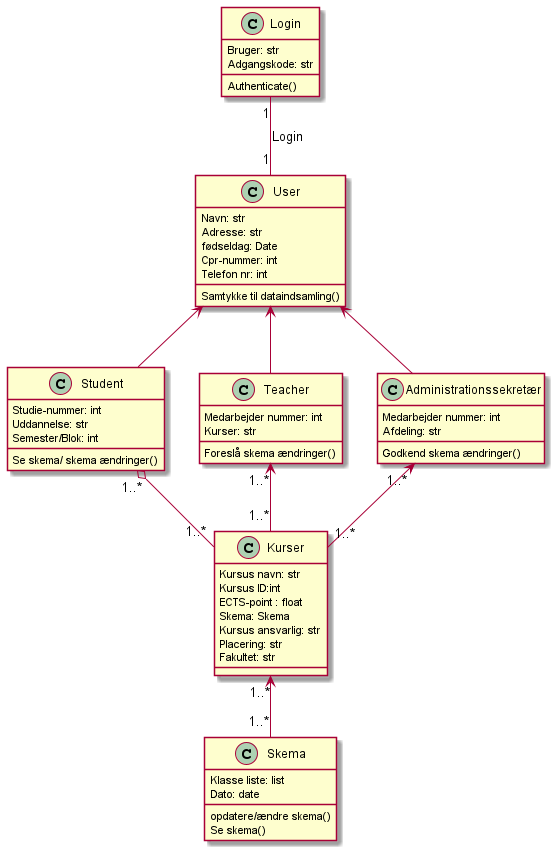 C Login
Bruger: str
Adgangskode: str
Authenticate()
1
Login
1
C User
Navn: str
Adresse: str
fødseldag: Date
Cpr-nummer: int
Telefon nr: int
Samtykke til dataindsamling()
C Student
Studie-nummer: int
Uddannelse: str
Semester/Blok: int
Se skema/ skema ændringer()
C Teacher
Medarbejder nummer: int
Kurser: str
Foreslå skema ændringer()
C Administrationssekretær
Medarbejder nummer: int
Afdeling: str
Godkend skema ændringer()
1..*
1..*
1..*
1..*
1..*
1..*
C Kurser
Kursus navn: str
Kursus ID:int
ECTS-point : float
Skema: Skema
Kursus ansvarlig: str
Placering: str
Fakultet: str
1..*
1..*
C Skema
Klasse liste: list
Dato: date
opdatere/ændre skema()
Se skema()